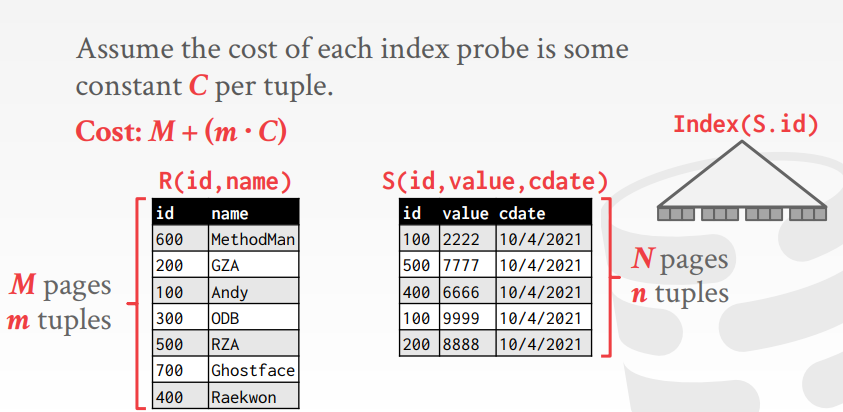 Assume the cost of each index probe is some
constant C per tuple.
Cost: M + (m · C)
Index(S.id)
R(id,name)
id name
600 MethodMan
200 GZA
100 Andy
300 ODB
500 RZA
700 Ghostface
400 Raekwon
M pages
m tuples
S(id,value,cdate)
id value cdate
100 2222 10/4/2021
500 7777 10/4/2021
400 6666 10/4/2021
100 9999 10/4/2021
200 8888 10/4/2021
N pages
n tuples